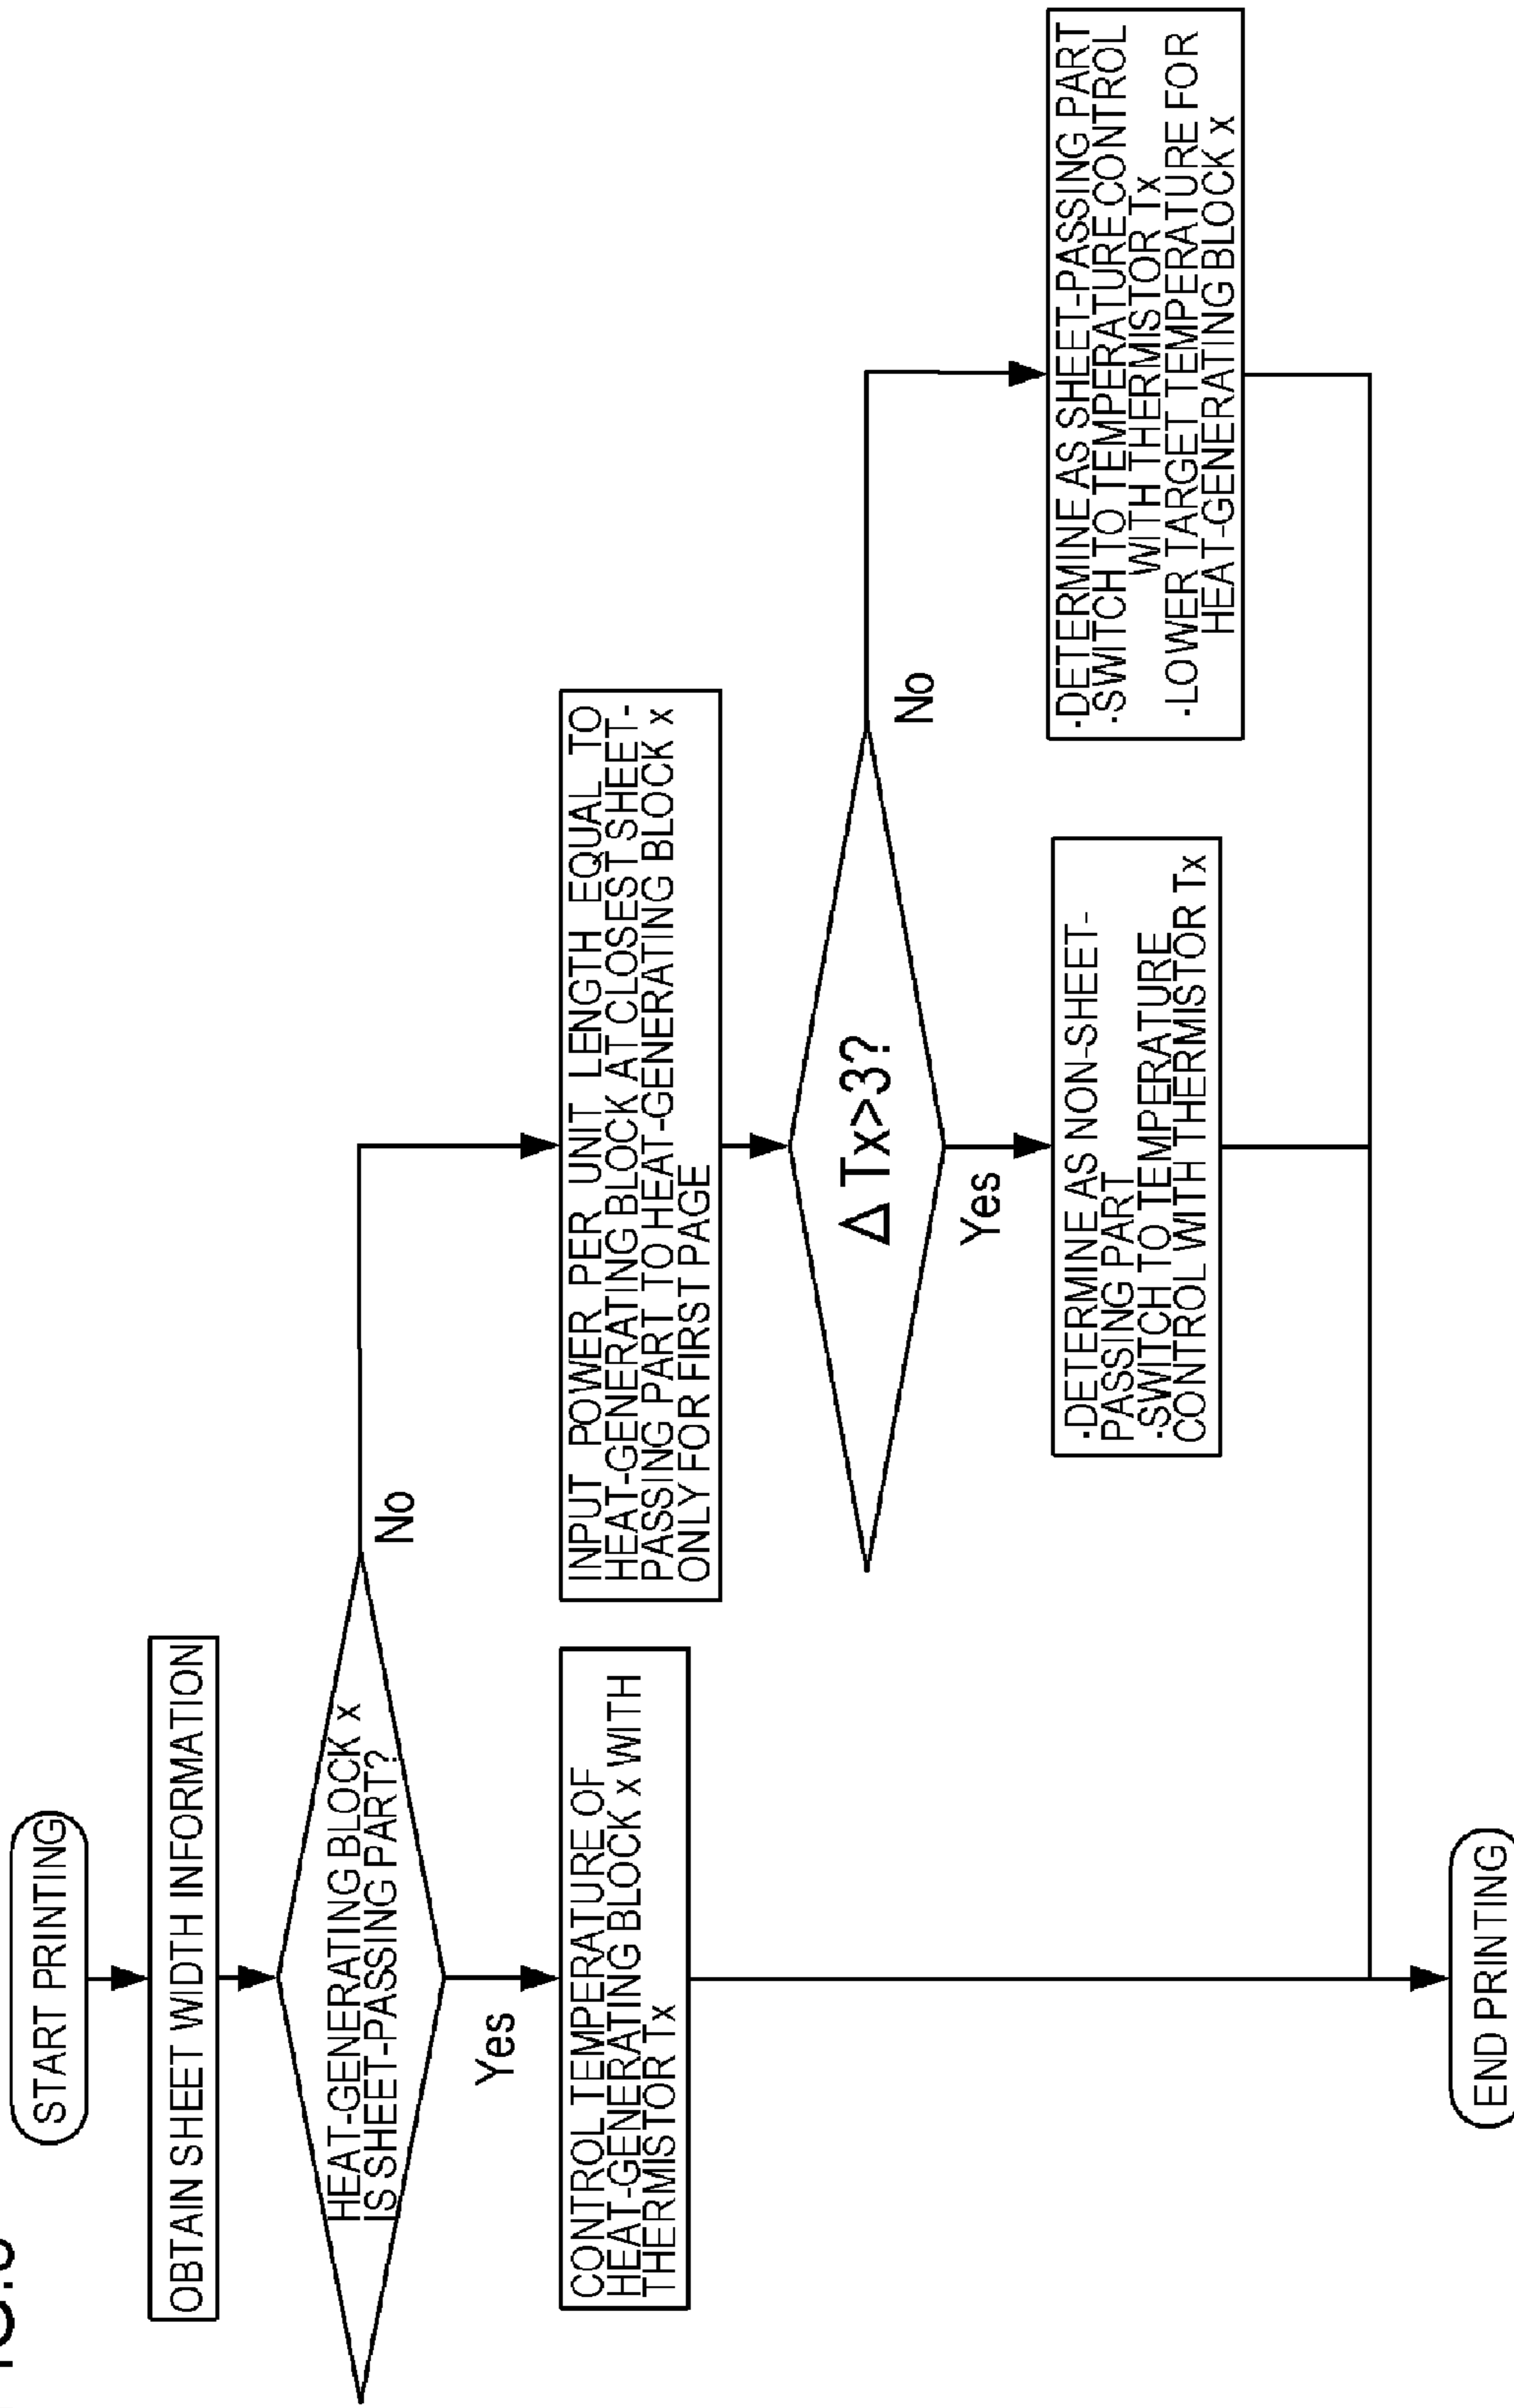 START PRINTING
OBTAIN SHEET WIDTH INFORMATION
HEAT-GENERATING BLOCK x
IS SHEET-PASSING PART?
No
Yes
CONTROL TEMPERATURE OF
HEAT-GENERATING BLOCK x WITH
THERMISTOR Tx
INPUT POWER PER UNIT LENGTH EQUAL TO
HEAT-GENERATING BLOCK AT CLOSEST SHEET-
PASSING PART TO HEAT-GENERATING BLOCK x
ONLY FOR FIRST PAGE
Δ Tx>3?
No
Yes
·DETERMINE AS NON-SHEET-
PASSING PART
·SWITCH TO TEMPERATURE
CONTROL WITH THERMISTOR Tx
·DETERMINE AS SHEET-PASSING PART
·SWITCH TO TEMPERATURE CONTROL
WITH THERMISTOR Tx
·LOWER TARGET TEMPERATURE FOR
HEAT-GENERATING BLOCK x
END PRINTING